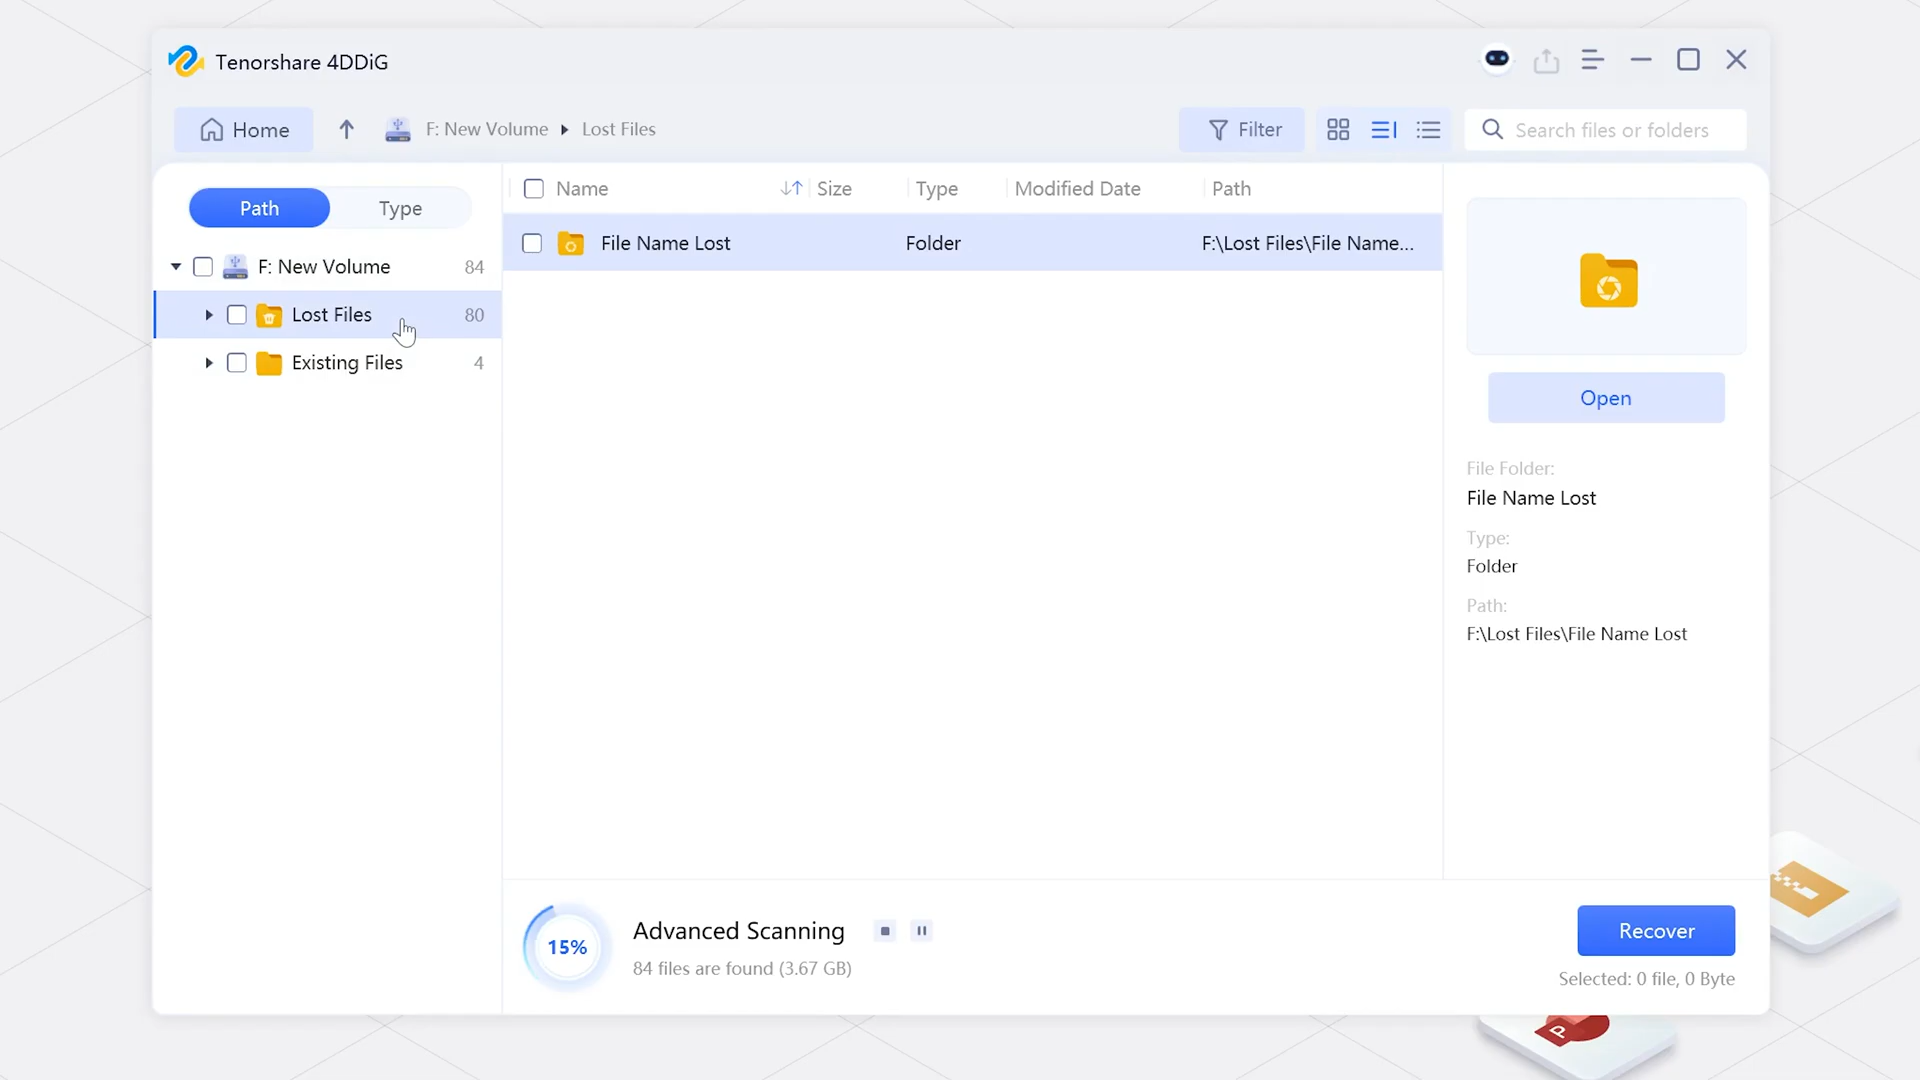 Tenorshare 4DDiG
Home
F: New Volume
Lost Files
Filter
Search files or folders
Path
Type
F: New Volume
84
Lost Files
80
Existing Files
4
Name
Size
Type
Modified Date
Path
File Name Lost
Folder
F:\Lost Files\File Name...
Open
File Folder:
File Name Lost
Type:
Folder
Path:
F:\Lost Files\File Name Lost
15%
Advanced Scanning
84 files are found (3.67 GB)
Recover
Selected: 0 file, 0 Byte
P